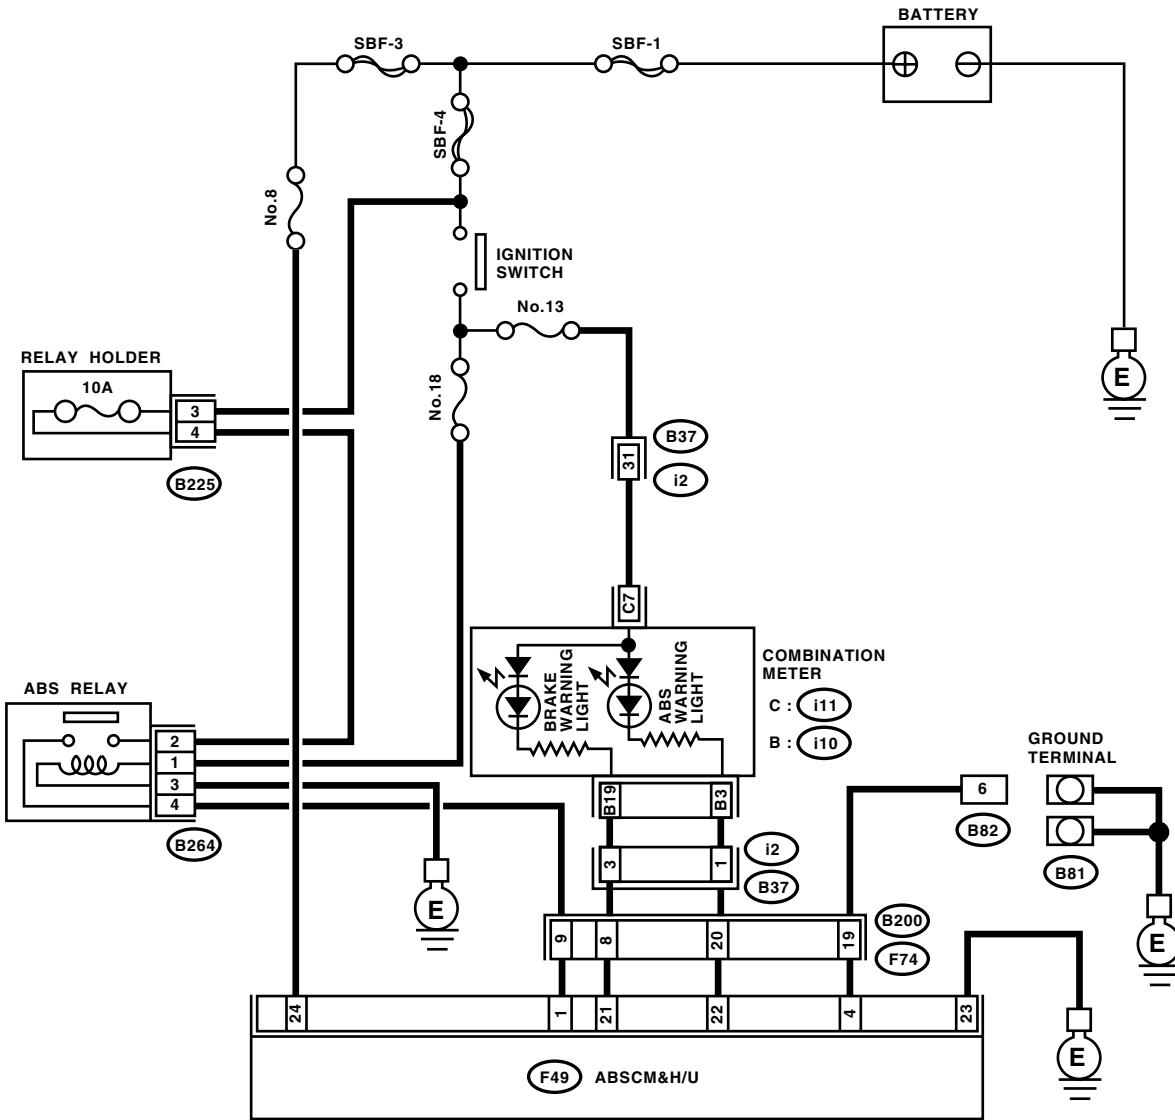 BATTERY
SBF-3
SBF-1
SBF-4
No.8
IGNITION
SWITCH
No.13
RELAY HOLDER
10A
3
4
No.18
B37
31
i2
B225
C7
BRAKE
WARNING
LIGHT
ABS
WARNING
LIGHT
COMBINATION
METER
C : i11
B : i10
E
ABS RELAY
2
1
3
4
B264
GROUND
TERMINAL
B19
B3
6
B82
B81
3
1
i2
B37
E
B200
9
8
20
19
F74
E
24
1
21
22
4
23
E
F49 ABSCM&H/U